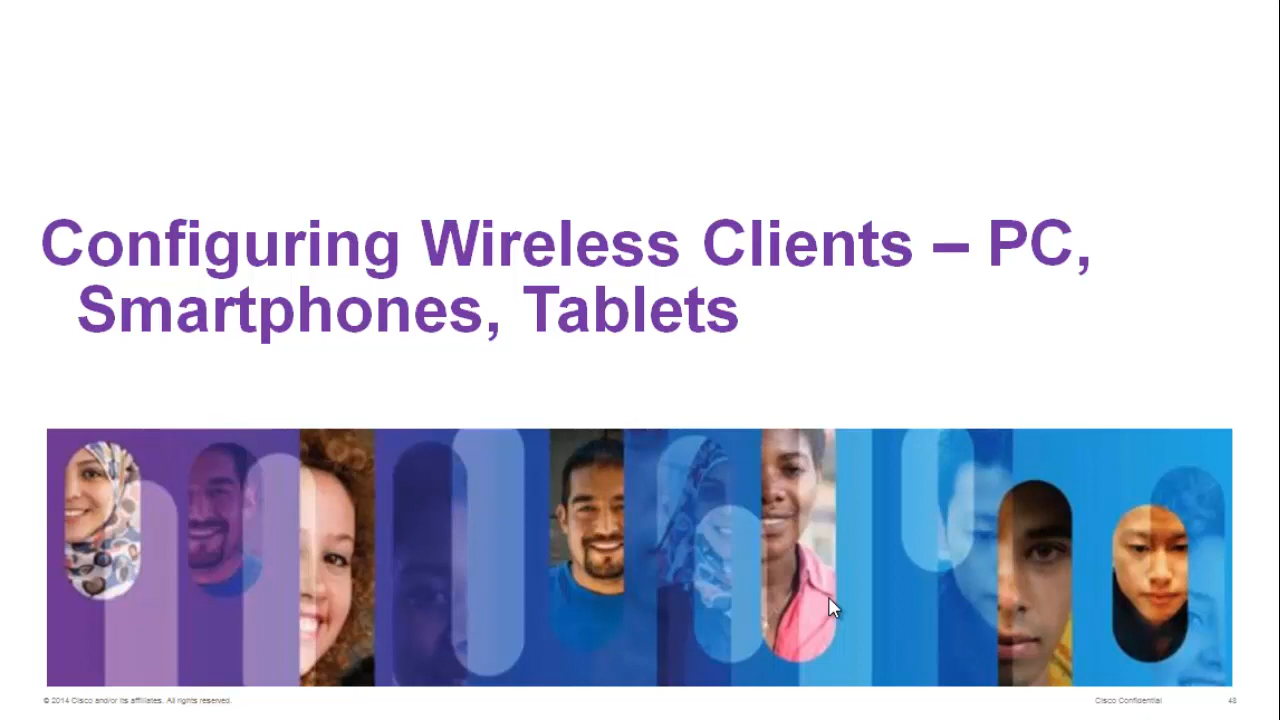 Configuring Wireless Clients – PC,
Smartphones, Tablets
© 2014 Cisco and/or its affiliates. All rights reserved.
Cisco Confidential